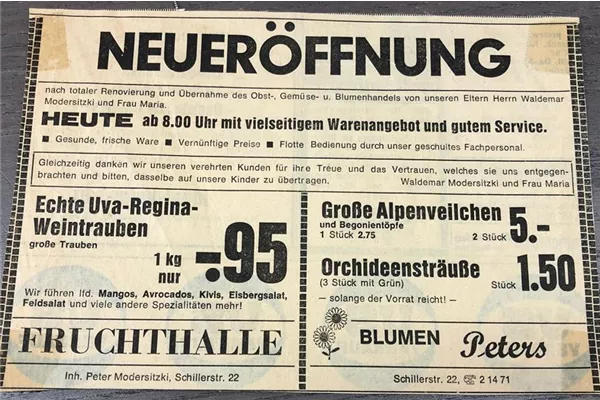 NEUERÖFFNUNG
nach totaler Renovierung und Übernahme des Obst-, Gemüse- u. Blumenhandels von unseren Eltern Herrn Waldemar
Modersitzki und Frau Maria.
HEUTE ab 8.00 Uhr mit vielseitigem Warenangebot und gutem Service.
■ Gesunde, frische Ware ■ Vernünftige Preise ■ Flotte Bedienung durch unser geschultes Fachpersonal.
Gleichzeitig danken wir unseren verehrten Kunden für ihre Treue und das Vertrauen, welches sie uns entgegen-
brachten und bitten, dasselbe auf unsere Kinder zu übertragen. Waldemar Modersitzki und Frau Maria
Echte Uva-Regina-
Weintrauben
große Trauben
1 kg
nur -.95
Wir führen lfd. Mangos, Avocados, Kivis, Eisbergsalat,
Feldsalat und viele andere Spezialitäten mehr!
FRUCHTHALLE
Inh. Peter Modersitzki, Schillerstr. 22
Große Alpenveilchen
und Begonientöpfe
1 Stück 2.75 2 Stück 5.-
Orchideensträuße
(3 Stück mit Grün) Stück 1.50
— solange der Vorrat reicht! —
BLUMEN Peters
Schillerstr. 22, ☎ 2 14 71